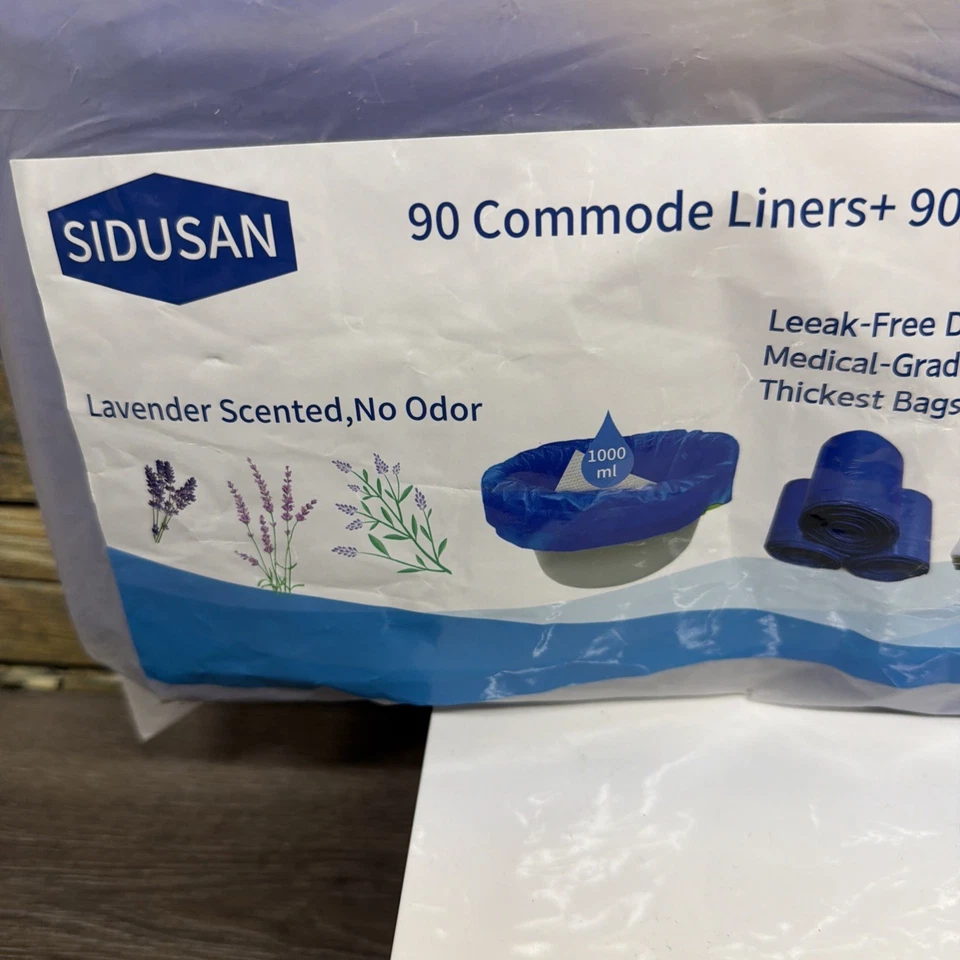 SIDUSAN
90 Commode Liners+ 90
Leeak-Free D
Medical-Grad
Thickest Bags
Lavender Scented,No Odor
1000
ml